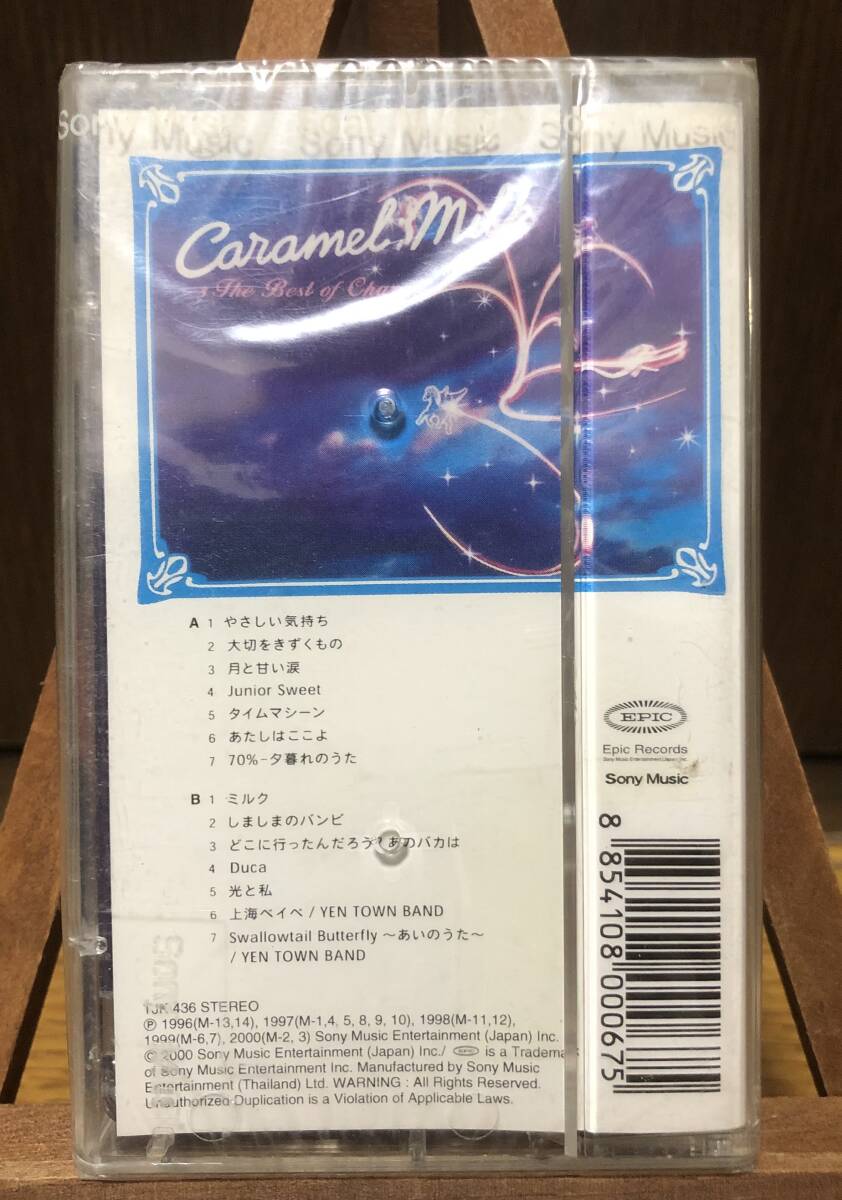 Sony Music Sony Music Sony Music
Caramel Milk
The Best of Chara
A 1 やさしい気持ち
2 大切をきずくもの
3 月と甘い涙
4 Junior Sweet
5 タイムマシーン
6 あたしはここよ
7 70%-夕暮れのうた
B 1 ミルク
2 しましまのバンビ
3 どこに行ったんだろう?あのバカは
4 Duca
5 光と私
6 上海ベイベ / YEN TOWN BAND
7 Swallowtail Butterfly ~あいのうた~
/ YEN TOWN BAND
TJK 436 STEREO
℗ 1996(M-13,14), 1997(M-1,4, 5, 8, 9, 10), 1998(M-11,12),
1999(M-6,7), 2000(M-2, 3) Sony Music Entertainment (Japan) Inc.
© 2000 Sony Music Entertainment (Japan) Inc./ EPIC is a Trademark
of Sony Music Entertainment Inc. Manufactured by Sony Music
Entertainment (Thailand) Ltd. WARNING : All Rights Reserved.
Unauthorized Duplication is a Violation of Applicable Laws.
EPIC
Epic Records
Sony Music Entertainment (Japan) Inc.
Sony Music
8 854108 000675